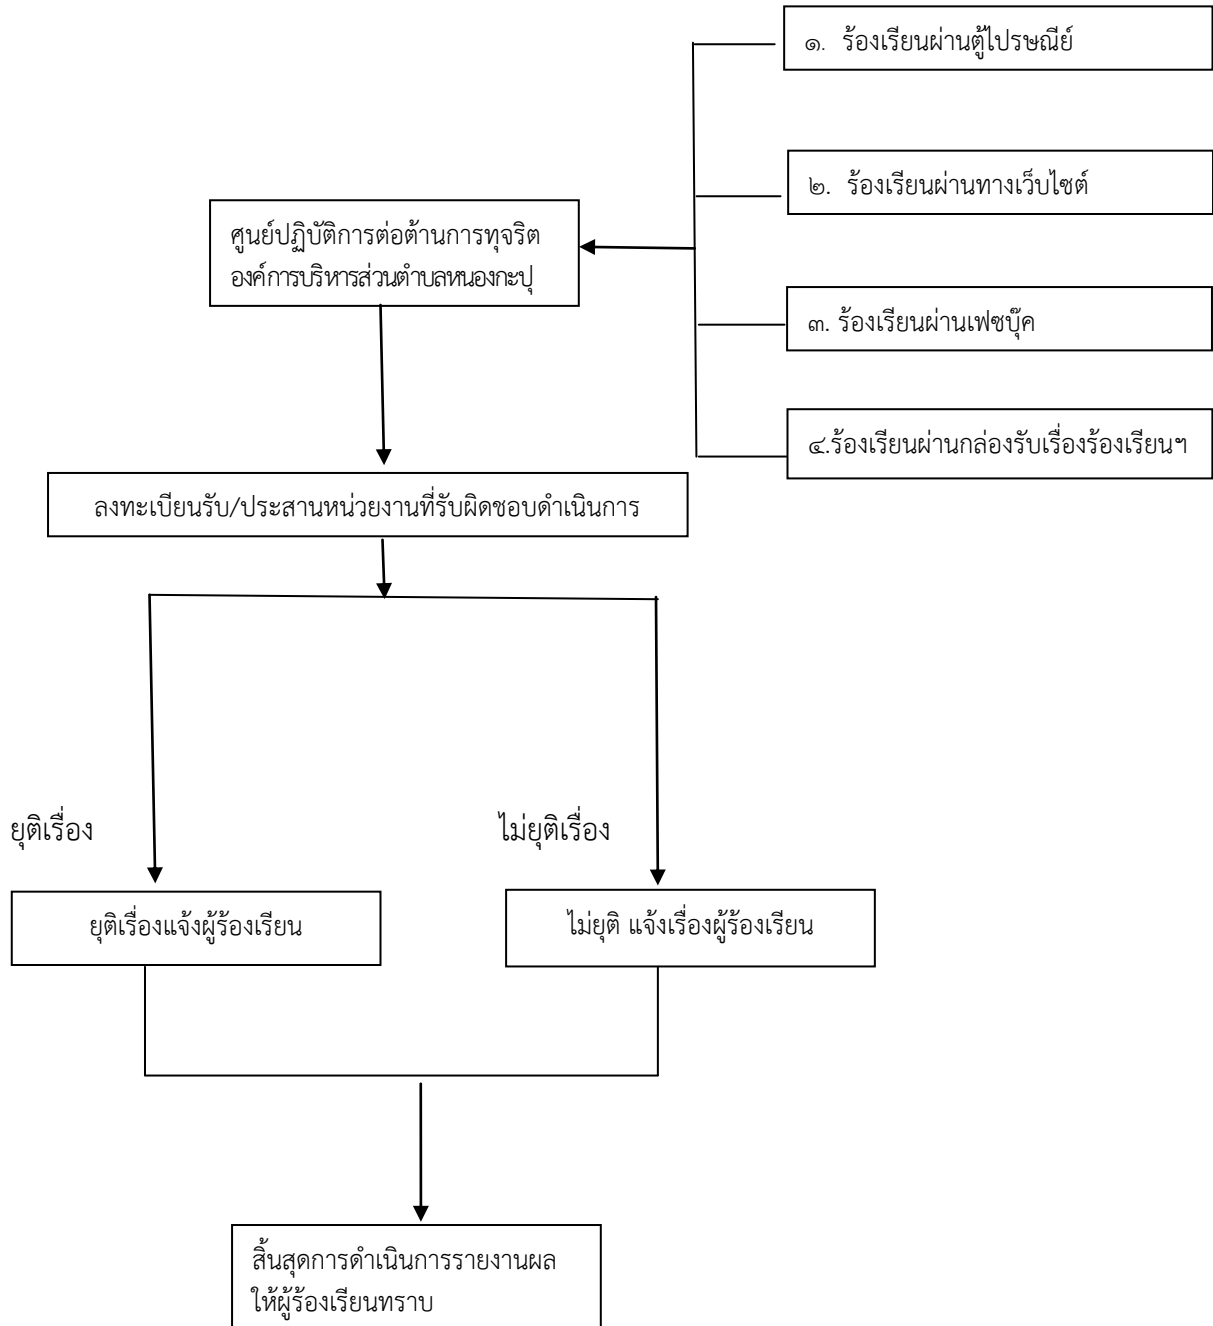 ๑. ร้องเรียนผ่านตู้ไปรษณีย์
๒. ร้องเรียนผ่านทางเว็บไซต์
ศูนย์ปฏิบัติการต่อต้านการทุจริต
องค์การบริหารส่วนตำบลหนองกะปุ
๓. ร้องเรียนผ่านเฟซบุ๊ค
๔.ร้องเรียนผ่านกล่องรับเรื่องร้องเรียนฯ
ลงทะเบียนรับ/ประสานหน่วยงานที่รับผิดชอบดำเนินการ
ยุติเรื่อง
ไม่ยุติเรื่อง
ยุติเรื่องแจ้งผู้ร้องเรียน
ไม่ยุติ แจ้งเรื่องผู้ร้องเรียน
สิ้นสุดการดำเนินการรายงานผล
ให้ผู้ร้องเรียนทราบ